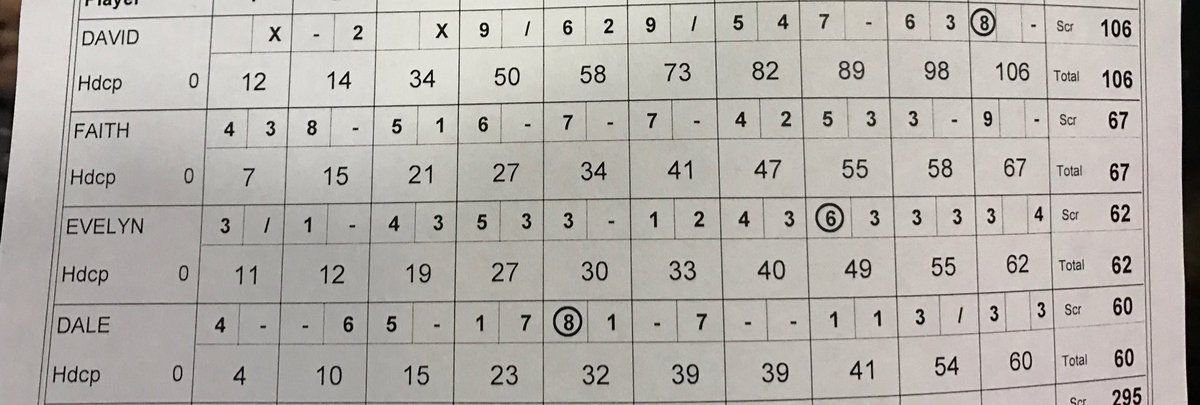 Player
DAVID X - 2 X 9 / 6 2 9 / 5 4 7 - 6 3 8 - Scr 106
Hdcp 0 12 14 34 50 58 73 82 89 98 106 Total 106
FAITH 4 3 8 - 5 1 6 - 7 - 7 - 4 2 5 3 3 - 9 - Scr 67
Hdcp 0 7 15 21 27 34 41 47 55 58 67 Total 67
EVELYN 3 / 1 - 4 3 5 3 3 - 1 2 4 3 6 3 3 3 3 4 Scr 62
Hdcp 0 11 12 19 27 30 33 40 49 55 62 Total 62
DALE 4 - - 6 5 - 1 7 8 1 - 7 - - 1 1 3 / 3 3 Scr 60
Hdcp 0 4 10 15 23 32 39 39 41 54 60 Total 60
Scr 295